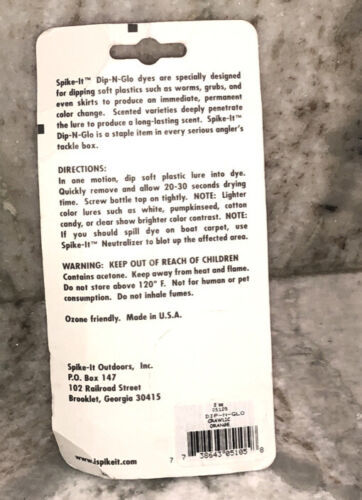 Spike-It™ Dip-N-Glo dyes are specially designed
for dipping soft plastics such as worms, grubs, and
even skirts to produce an immediate, permanent
color change. Scented varieties deeply penetrate
the lure to produce a long-lasting scent. Spike-It™
Dip-N-Glo is a staple item in every serious angler's
tackle box.
DIRECTIONS:
In one motion, dip soft plastic lure into dye.
Quickly remove and allow 20-30 seconds drying
time. Screw bottle top on tightly. NOTE: Lighter
color lures such as white, pumpkinseed, cotton
candy, or clear show brighter color contrast. NOTE:
If you should spill dye on boat carpet, use
Spike-It™ Neutralizer to blot up the affected area.
WARNING: KEEP OUT OF REACH OF CHILDREN
Contains acetone. Keep away from heat and flame.
Do not store above 120° F. Not for human or pet
consumption. Do not inhale fumes.
Ozone friendly. Made in U.S.A.
Spike-It Outdoors, Inc.
P.O. Box 147
102 Railroad Street
Brooklet, Georgia 30415
www.ispikeit.com
2 oz
05105
DIP-N-GLO
CRAWLIC
ORANGE
7 38643 05105 8